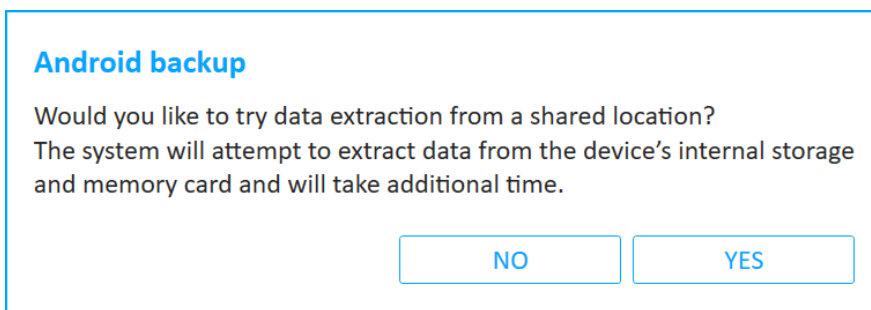 Android backup
Would you like to try data extraction from a shared location?
The system will attempt to extract data from the device’s internal storage
and memory card and will take additional time.
NO YES